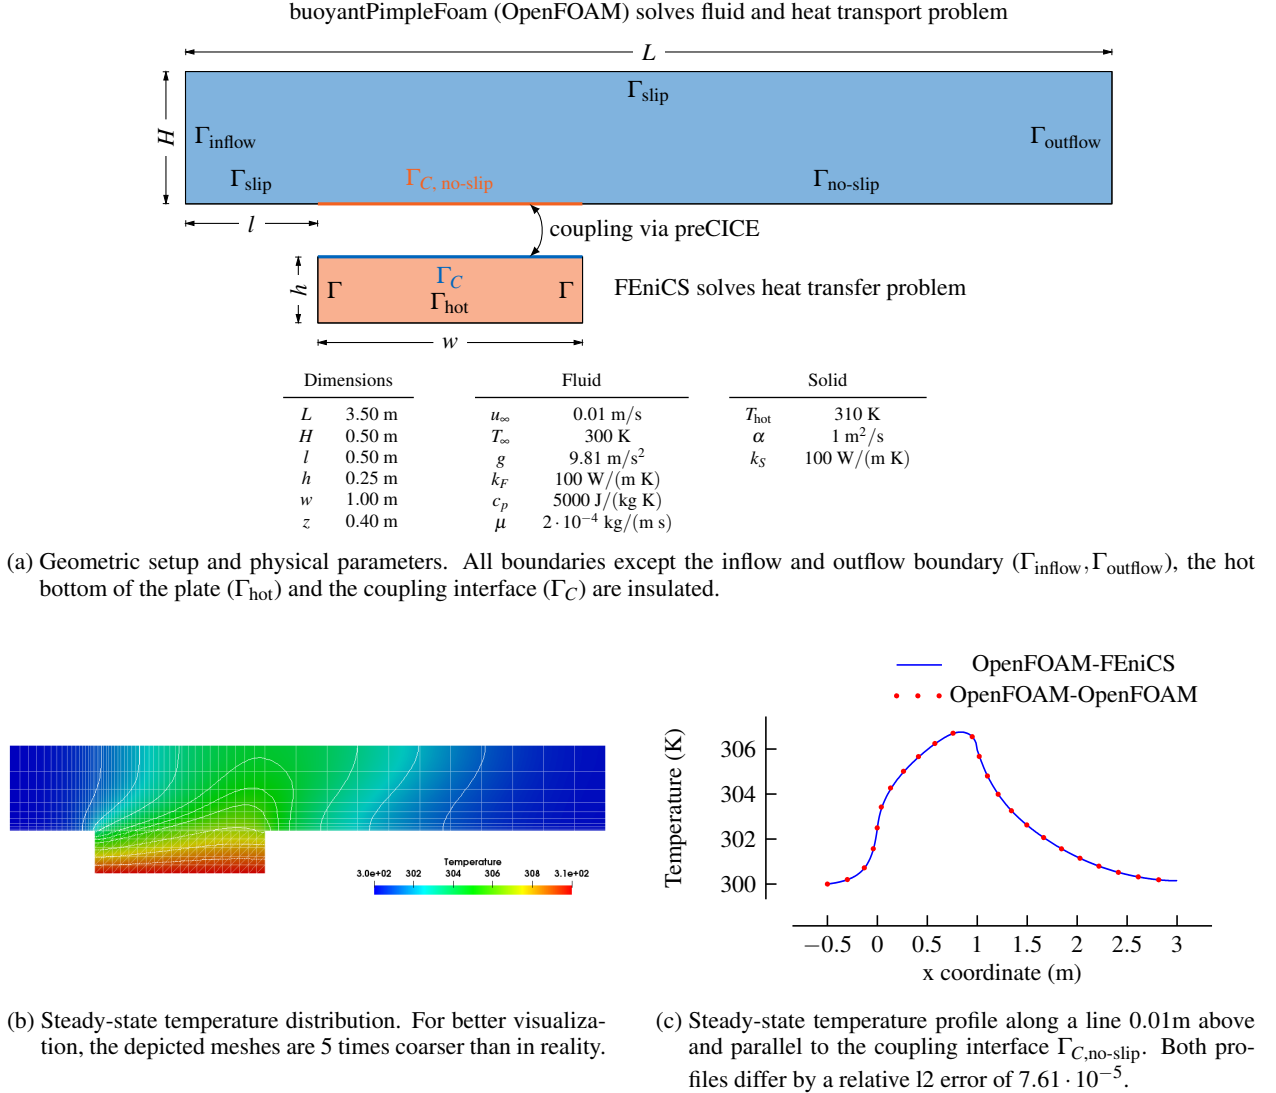 buoyantPimpleFoam (OpenFOAM) solves fluid and heat transport problem
L
Γslip
H
Γinflow
Γoutflow
Γslip
ΓC, no-slip
Γno-slip
l
coupling via preCICE
h
Γ
ΓC
Γhot
Γ
FEniCS solves heat transfer problem
w
Dimensions Fluid Solid
L 3.50 m u∞ 0.01 m/s Thot 310 K
H 0.50 m T∞ 300 K α 1 m²/s
l 0.50 m g 9.81 m/s² kS 100 W/(m K)
h 0.25 m kF 100 W/(m K)
w 1.00 m cp 5000 J/(kg K)
z 0.40 m μ 2·10⁻⁴ kg/(m s)
(a) Geometric setup and physical parameters. All boundaries except the inflow and outflow boundary (Γinflow,Γoutflow), the hot
bottom of the plate (Γhot) and the coupling interface (ΓC) are insulated.
Temperature
3.0e+02 302 304 306 308 3.1e+02
(b) Steady-state temperature distribution. For better visualiza-
tion, the depicted meshes are 5 times coarser than in reality.
OpenFOAM-FEniCS
OpenFOAM-OpenFOAM
Temperature (K)
306
304
302
300
−0.5 0 0.5 1 1.5 2 2.5 3
x coordinate (m)
(c) Steady-state temperature profile along a line 0.01m above
and parallel to the coupling interface ΓC,no-slip. Both pro-
files differ by a relative l2 error of 7.61·10⁻⁵.